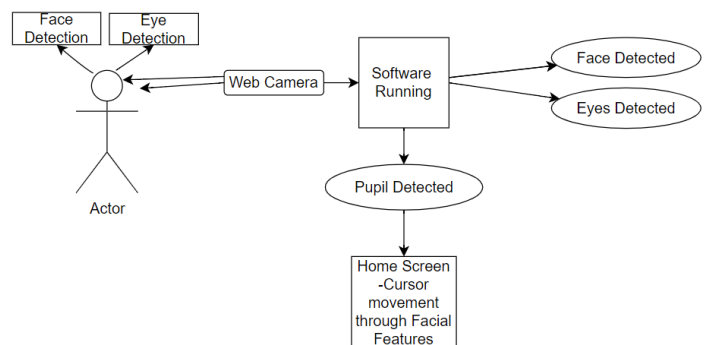 Face
Detection
Eye
Detection
Web Camera
Software
Running
Face Detected
Eyes Detected
Pupil Detected
Actor
Home Screen
-Cursor
movement
through Facial
Features